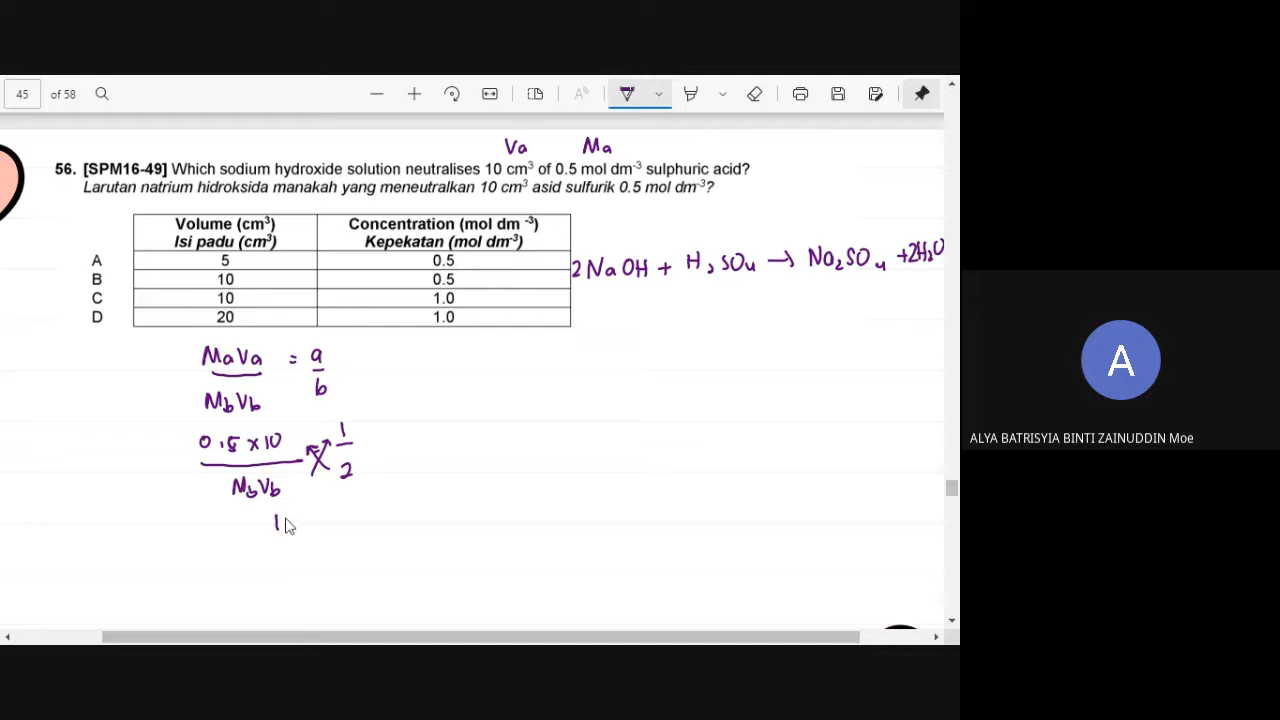 45 of 58
Va Ma
56. [SPM16-49] Which sodium hydroxide solution neutralises 10 cm³ of 0.5 mol dm⁻³ sulphuric acid?
Larutan natrium hidroksida manakah yang meneutralkan 10 cm³ asid sulfurik 0.5 mol dm⁻³?
Volume (cm³) Concentration (mol dm ⁻³)
Isi padu (cm³) Kepekatan (mol dm⁻³)
A 5 0.5
B 10 0.5
C 10 1.0
D 20 1.0
2NaOH + H₂SO₄ → Na₂SO₄ + 2H₂O
MaVa = a
MbVb b
0.5 x 10 1
MbVb 2
1
A
ALYA BATRISYIA BINTI ZAINUDDIN Moe